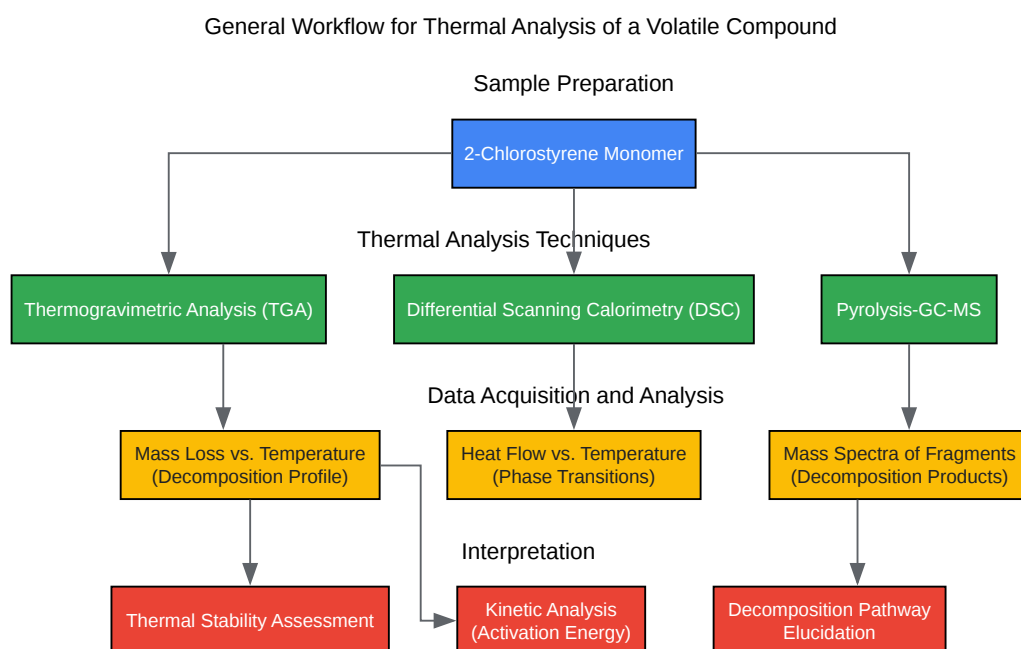 General Workflow for Thermal Analysis of a Volatile Compound
Sample Preparation
2-Chlorostyrene Monomer
Thermal Analysis Techniques
Thermogravimetric Analysis (TGA)
Differential Scanning Calorimetry (DSC)
Pyrolysis-GC-MS
Data Acquisition and Analysis
Mass Loss vs. Temperature
(Decomposition Profile)
Heat Flow vs. Temperature
(Phase Transitions)
Mass Spectra of Fragments
(Decomposition Products)
Interpretation
Thermal Stability Assessment
Kinetic Analysis
(Activation Energy)
Decomposition Pathway
Elucidation